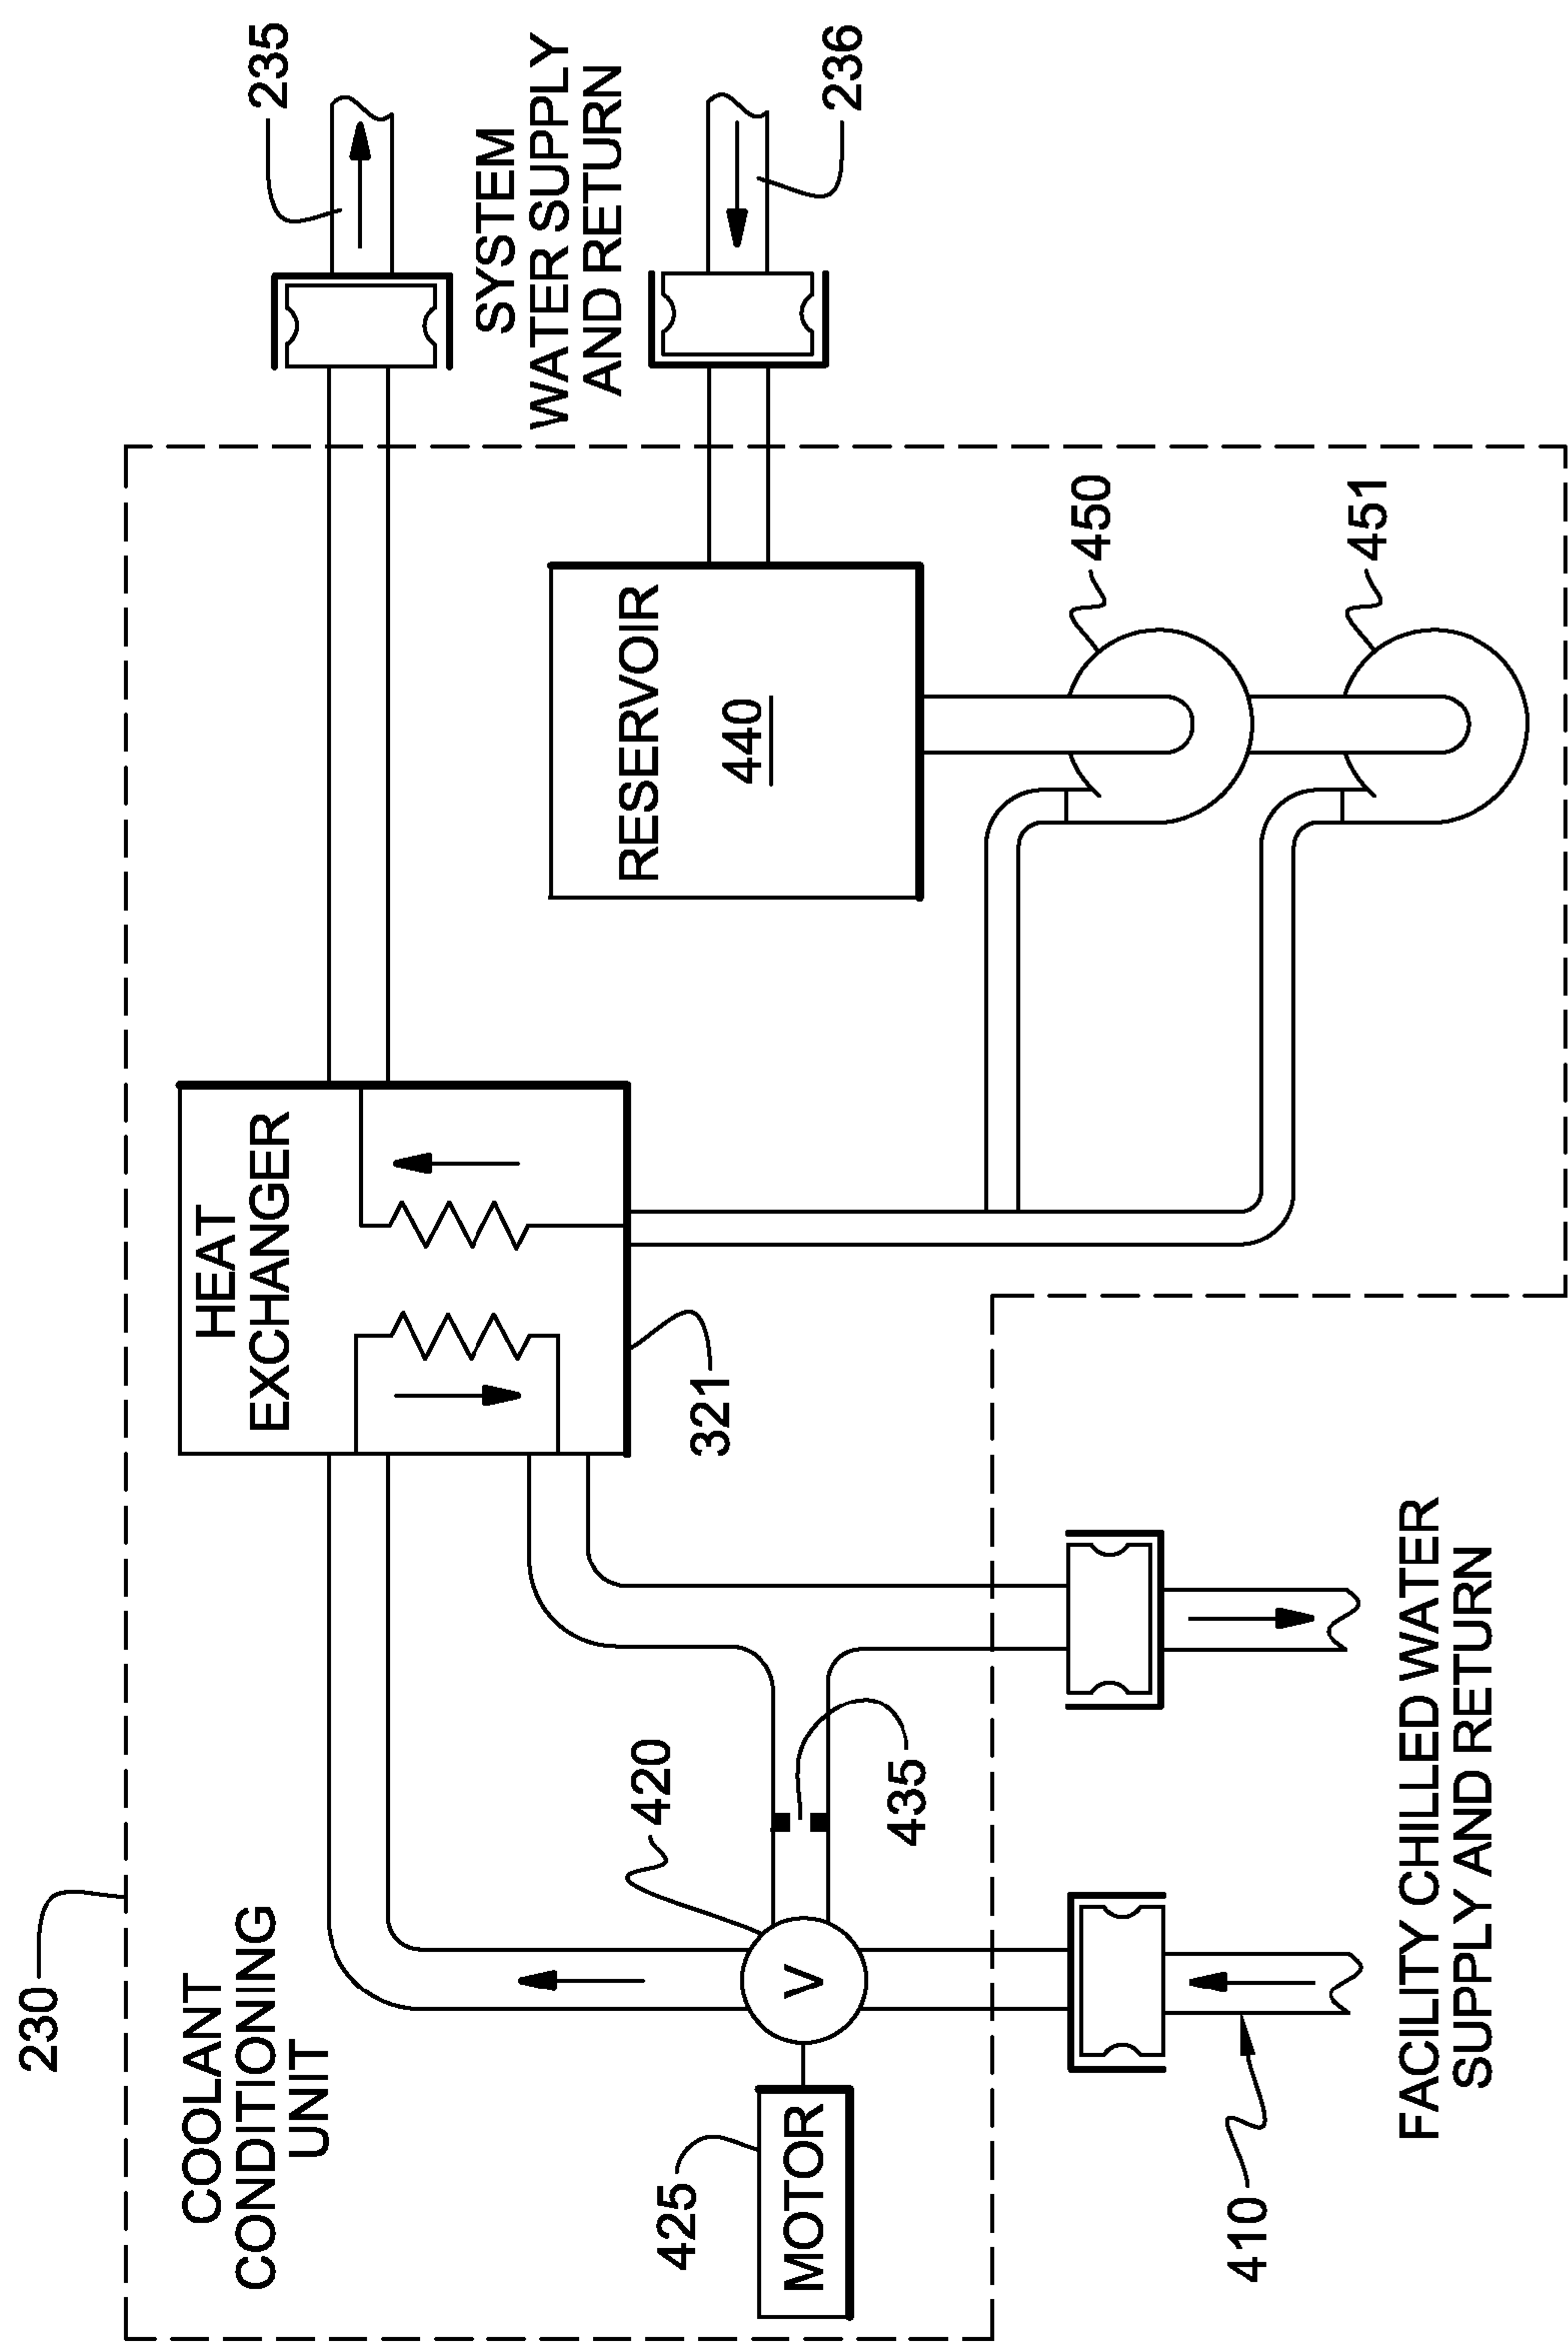 230
COOLANT
CONDITIONING
UNIT
HEAT
EXCHANGER
235
SYSTEM
WATER SUPPLY
AND RETURN
236
RESERVOIR
440
321
420
425
MOTOR
V
435
450
451
410
FACILITY CHILLED WATER
SUPPLY AND RETURN